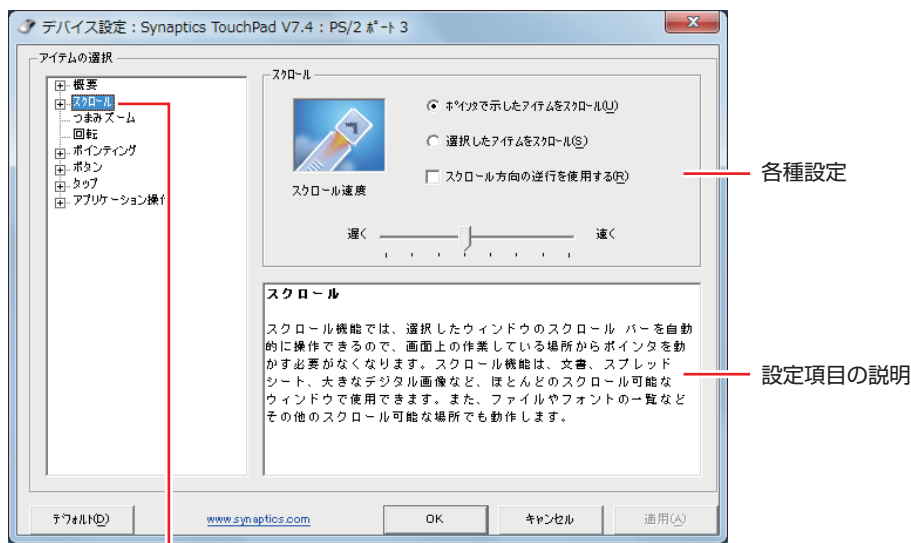 デバイス設定 : Synaptics TouchPad V7.4 : PS/2 ﾎﾟｰﾄ 3
アイテムの選択
概要
スクロール
つまみズーム
回転
ポインティング
ボタン
タップ
アプリケーション操作
スクロール
スクロール速度
ポインタで示したアイテムをスクロール(U)
選択したアイテムをスクロール(S)
スクロール方向の逆行を使用する(R)
遅く
速く
各種設定
スクロール
スクロール機能では、選択したウィンドウのスクロール バーを自動
的に操作できるので、画面上の作業している場所からポインタを動
かす必要がなくなります。スクロール機能は、文書、スプレッド
シート、大きなデジタル画像など、ほとんどのスクロール可能な
ウィンドウで使用できます。また、ファイルやフォントの一覧など
その他のスクロール可能な場所でも動作します。
設定項目の説明
デフォルト(D)
www.synaptics.com
OK
キャンセル
適用(A)